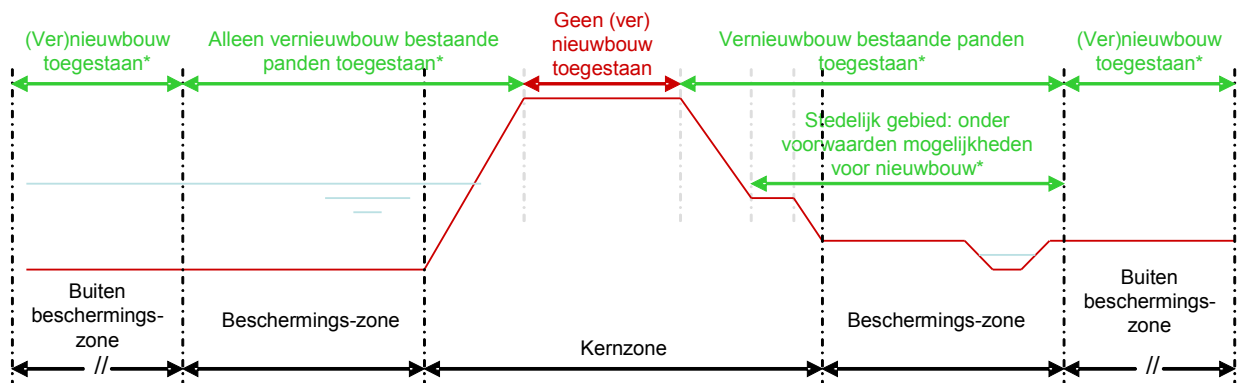 (Ver)nieuwbouw
toegestaan*
Alleen vernieuwbouw bestaande
panden toegestaan*
Geen (ver)
nieuwbouw
toegestaan
Vernieuwbouw bestaande panden
toegestaan*
(Ver)nieuwbouw
toegestaan*
Stedelijk gebied: onder
voorwaarden mogelijkheden
voor nieuwbouw*
Buiten
beschermings-
zone
//
Beschermings-zone
Kernzone
Beschermings-zone
Buiten
beschermings-
zone
//